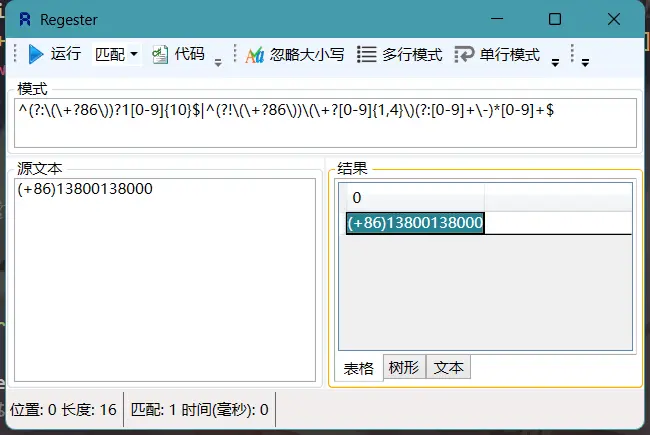 Regester
运行 匹配 代码 忽略大小写 多行模式 单行模式
模式
^(?:\(\+?86\))?1[0-9]{10}$|^(?!\(\+?86\))\(\+?[0-9]{1,4}\)(?:[0-9]+\-)*[0-9]+$
源文本
(+86)13800138000
结果
0
(+86)13800138000
表格 树形 文本
位置: 0 长度: 16 匹配: 1 时间(毫秒): 0